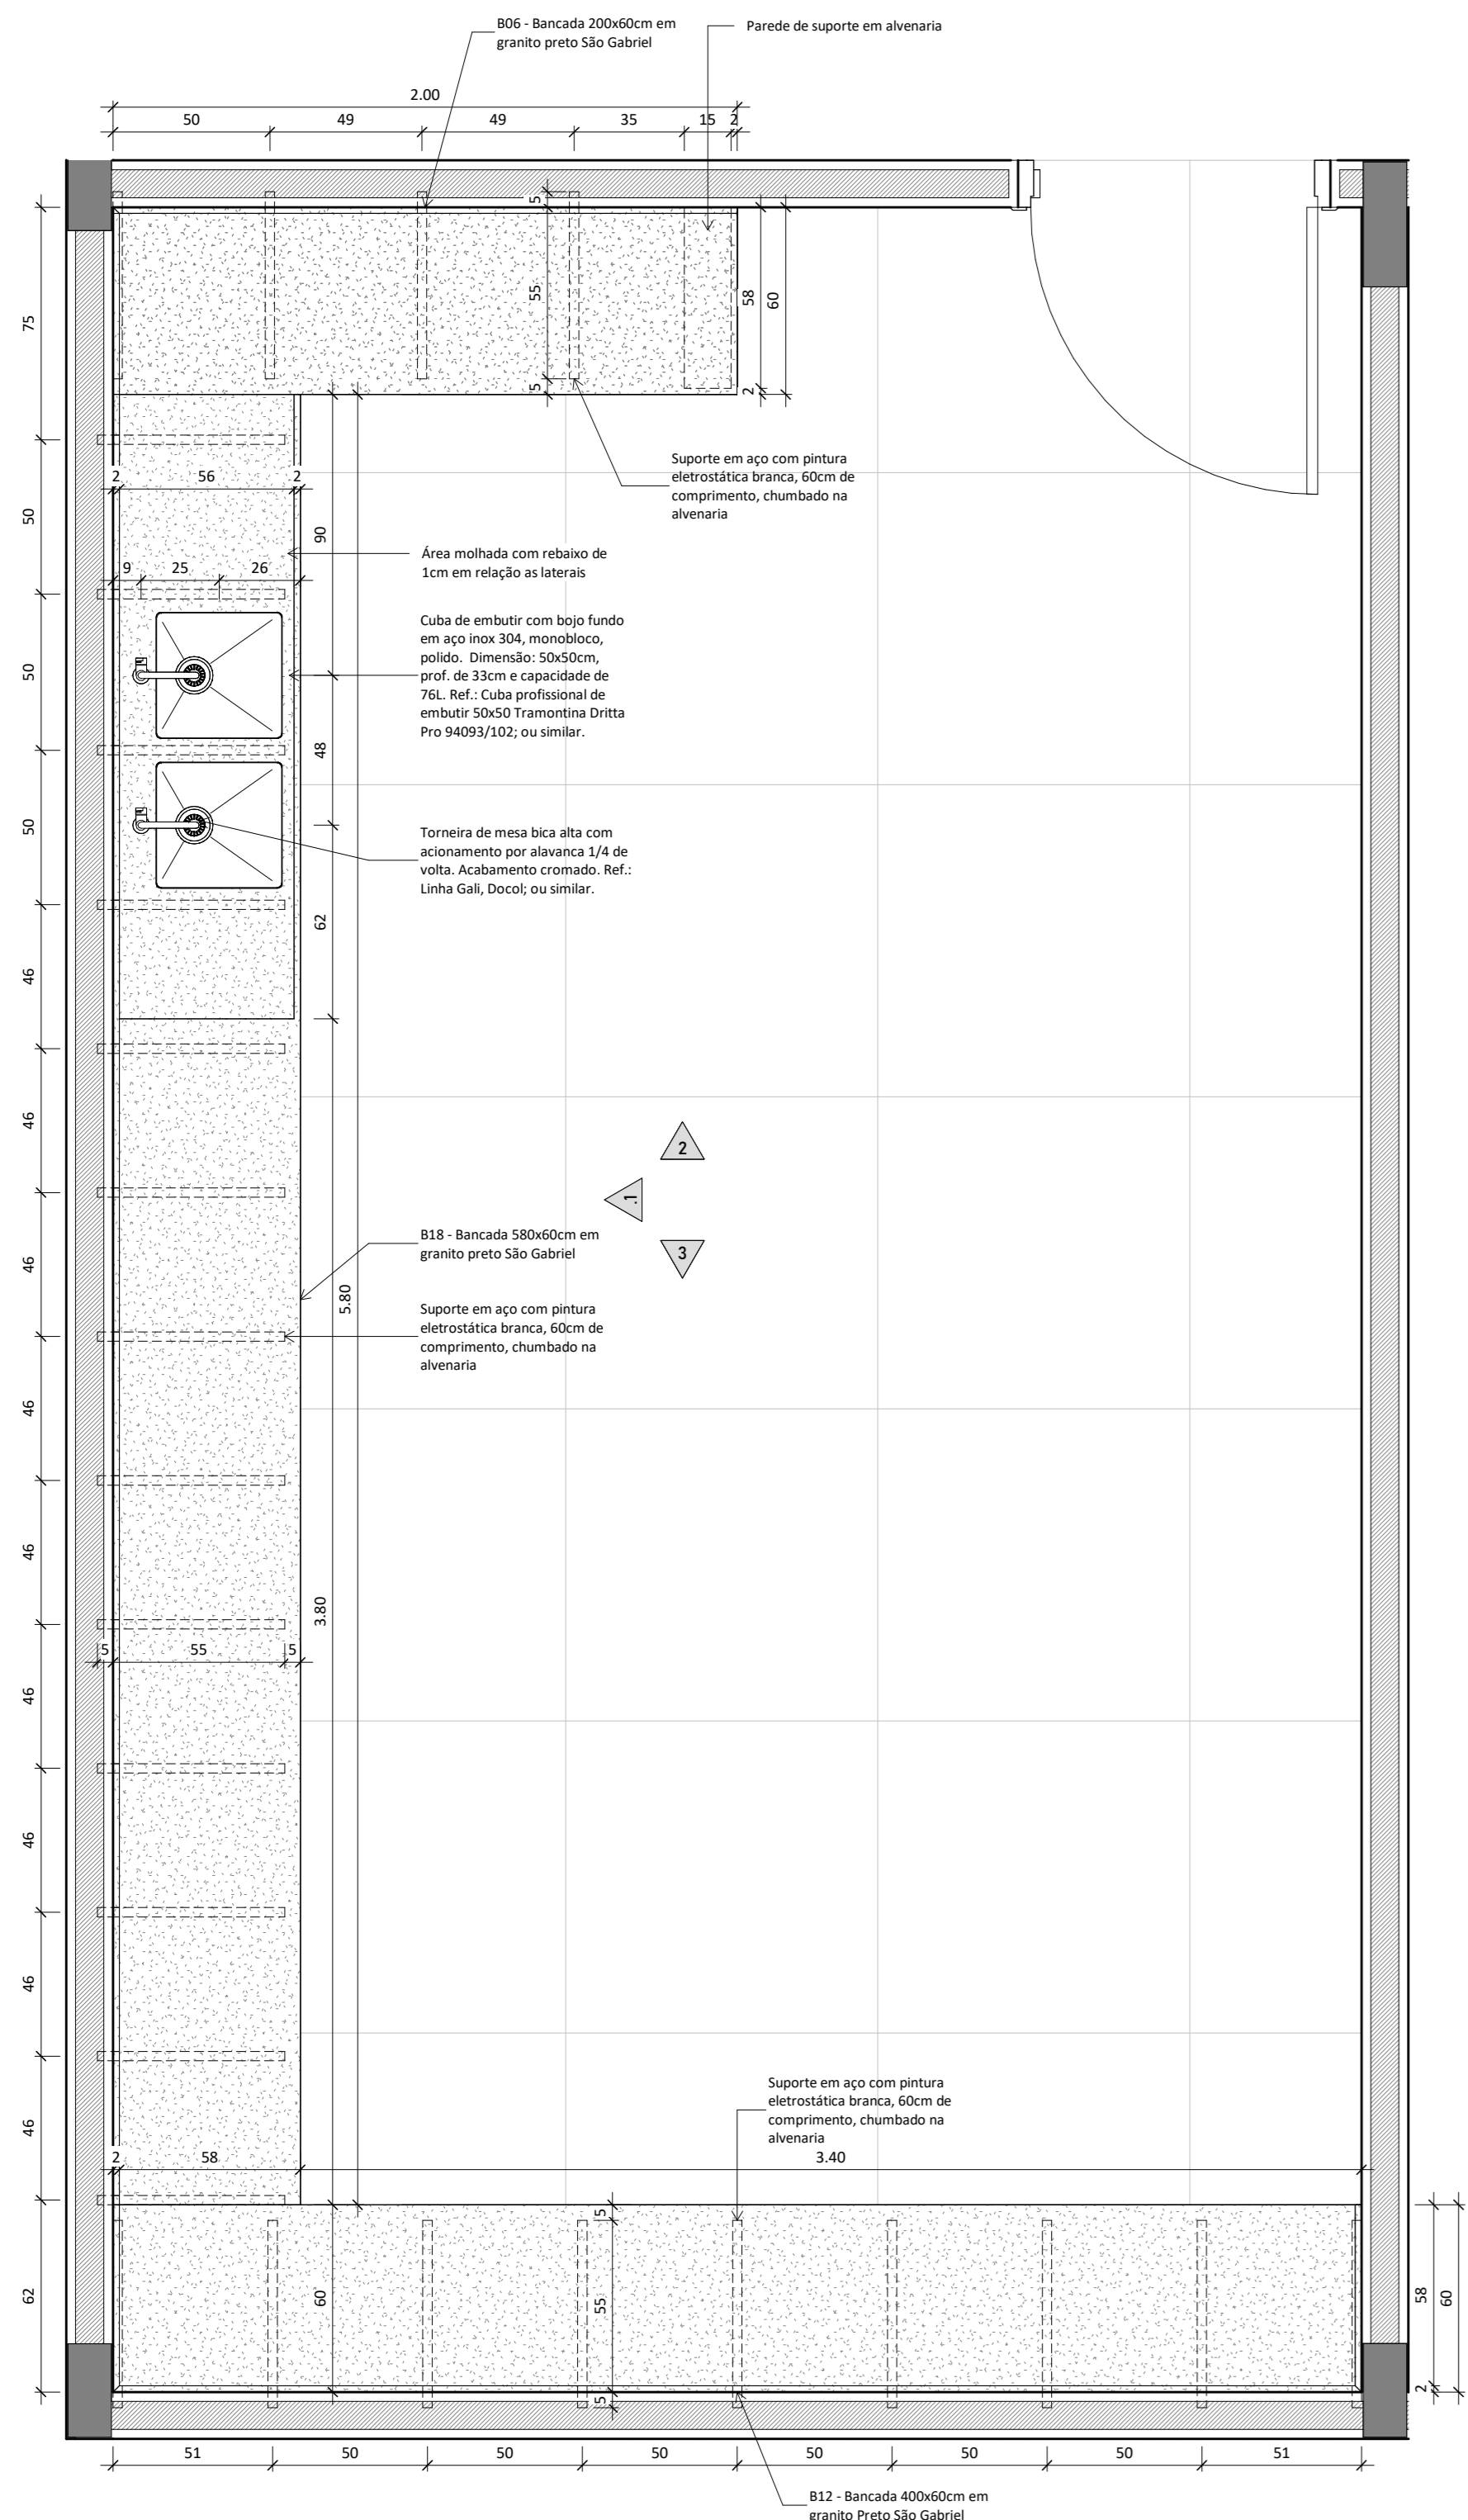 B06 - Bancada 200x60cm em
granito preto São Gabriel
Parede de suporte em alvenaria
2.00
50
49
49
35
15
2
5
55
5
58
2
60
75
50
50
50
46
46
46
46
46
46
46
46
46
62
2
56
2
9
25
26
90
48
62
5.80
3.80
60
Suporte em aço com pintura
eletrostática branca, 60cm de
comprimento, chumbado na
alvenaria
Área molhada com rebaixo de
1cm em relação as laterais
Cuba de embutir com bojo fundo
em aço inox 304, monobloco,
polido. Dimensão: 50x50cm,
prof. de 33cm e capacidade de
76L. Ref.: Cuba profissional de
embutir 50x50 Tramontina Dritta
Pro 94093/102; ou similar.
Torneira de mesa bica alta com
acionamento por alavanca 1/4 de
volta. Acabamento cromado. Ref.:
Linha Gali, Docol; ou similar.
2
.1
3
B18 - Bancada 580x60cm em
granito preto São Gabriel
Suporte em aço com pintura
eletrostática branca, 60cm de
comprimento, chumbado na
alvenaria
5
55
5
Suporte em aço com pintura
eletrostática branca, 60cm de
comprimento, chumbado na
alvenaria
2
58
3.40
5
55
5
58
2
60
51
50
50
50
50
50
50
51
B12 - Bancada 400x60cm em
granito Preto São Gabriel